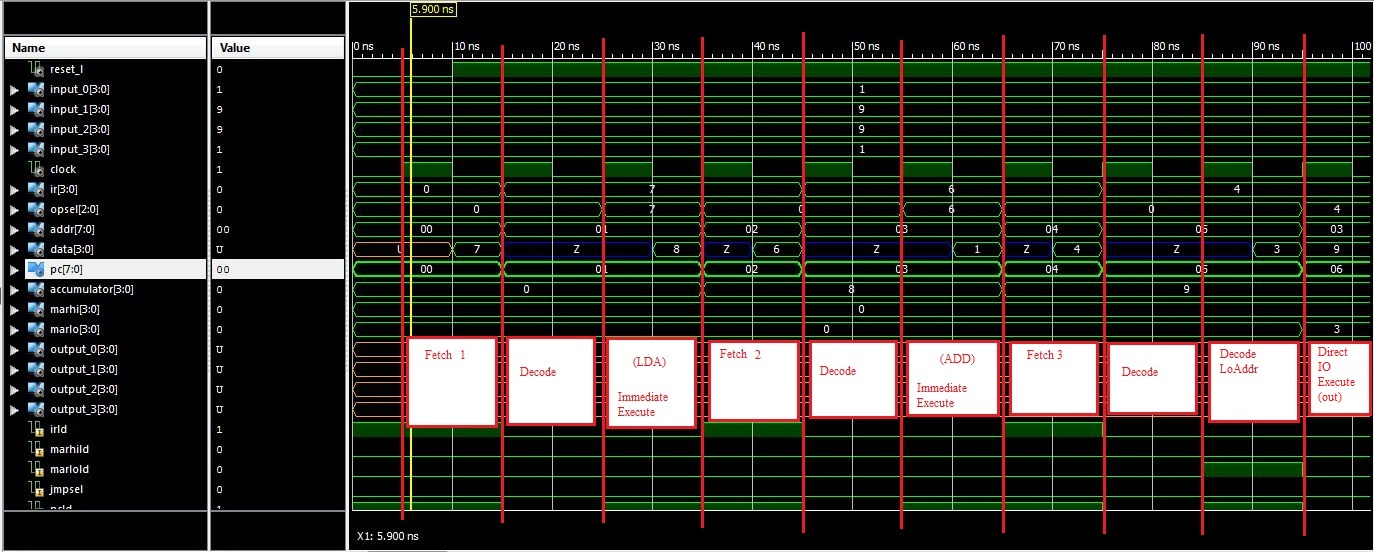 5.900 ns
Name Value
0 ns 10 ns 20 ns 30 ns 40 ns 50 ns 60 ns 70 ns 80 ns 90 ns 100
reset_l 0
input_0[3:0] 1 1
input_1[3:0] 9 9
input_2[3:0] 9 9
input_3[3:0] 1 1
clock 1
ir[3:0] 0 0 7 6 4
opsel[2:0] 0 0 7 0 6 0 4
addr[7:0] 00 00 01 02 03 04 05 03
data[3:0] U U 7 Z 8 Z 6 Z 1 Z 4 Z 3 9
pc[7:0] 00 00 01 02 03 04 05 06
accumulator[3:0] 0 0 8 9
marhi[3:0] 0 0
marlo[3:0] 0 0 3
output_0[3:0] U
output_1[3:0] U
output_2[3:0] U
output_3[3:0] U
irld 1
marhild 0
marlold 0
jmpsel 0
Fetch 1
Decode
(LDA)
Immediate
Execute
Fetch 2
Decode
(ADD)
Immediate
Execute
Fetch 3
Decode
Decode
LoAddr
Direct
IO
Execute
(out)
X1: 5.900 ns